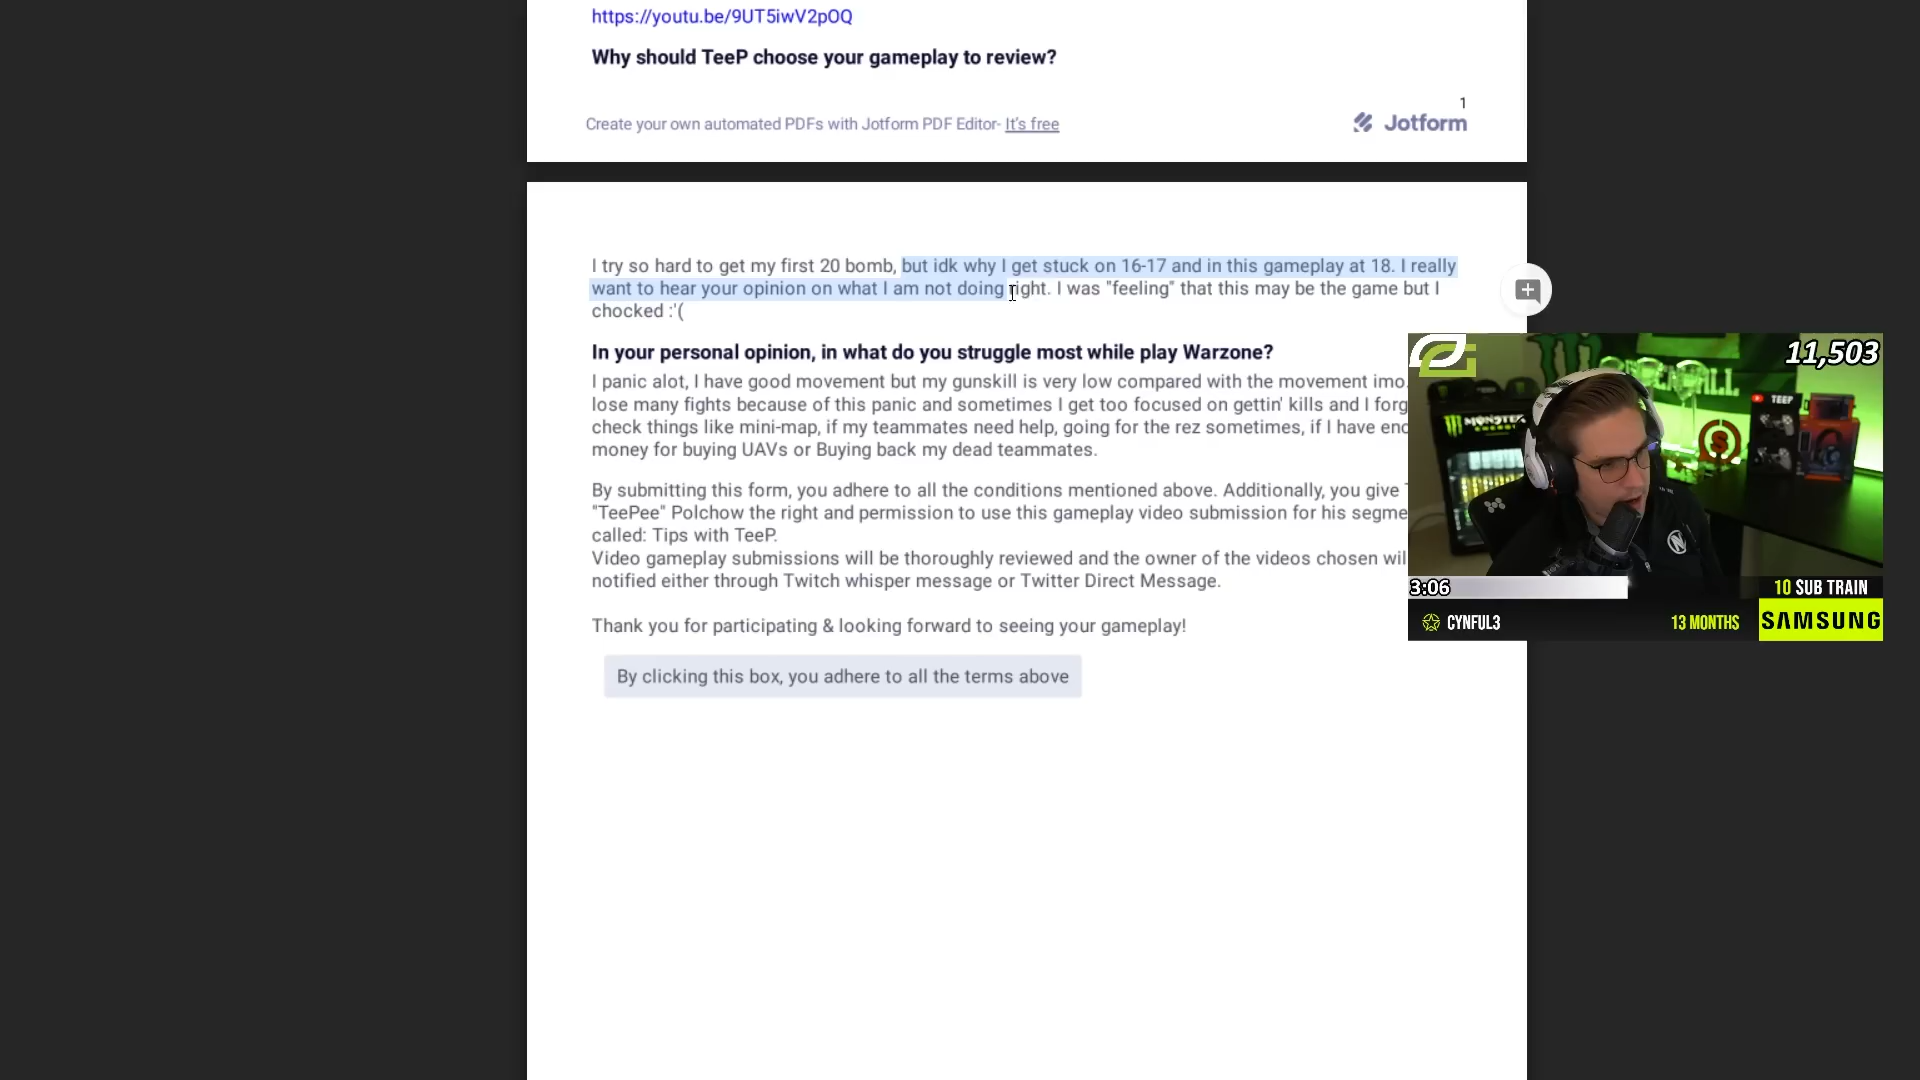 https://youtu.be/9UT5iwV2pOQ
Why should TeeP choose your gameplay to review?
1
Create your own automated PDFs with Jotform PDF Editor- It's free
Jotform
I try so hard to get my first 20 bomb, but idk why I get stuck on 16-17 and in this gameplay at 18. I really
want to hear your opinion on what I am not doing right. I was "feeling" that this may be the game but I
chocked :'(
In your personal opinion, in what do you struggle most while play Warzone?
I panic alot, I have good movement but my gunskill is very low compared with the movement imo.
lose many fights because of this panic and sometimes I get too focused on gettin' kills and I forg
check things like mini-map, if my teammates need help, going for the rez sometimes, if I have eno
money for buying UAVs or Buying back my dead teammates.
By submitting this form, you adhere to all the conditions mentioned above. Additionally, you give
"TeePee" Polchow the right and permission to use this gameplay video submission for his segme
called: Tips with TeeP.
Video gameplay submissions will be thoroughly reviewed and the owner of the videos chosen wil
notified either through Twitch whisper message or Twitter Direct Message.
Thank you for participating & looking forward to seeing your gameplay!
By clicking this box, you adhere to all the terms above
11,503
MONSTER
TEEP
3:06
10 SUB TRAIN
CYNFUL3
13 MONTHS
SAMSUNG